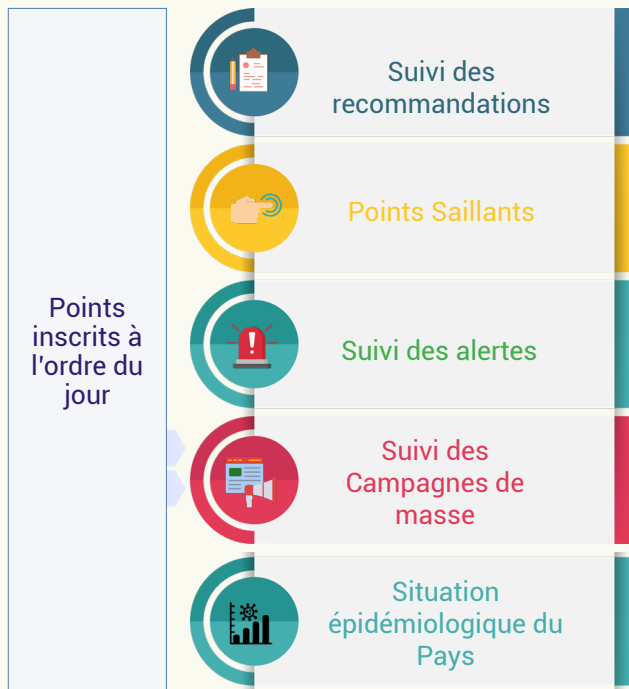 Points
inscrits à
l'ordre du
jour
Suivi des
recommandations
Points Saillants
Suivi des alertes
Suivi des
Campagnes de
masse
Situation
épidémiologique du
Pays